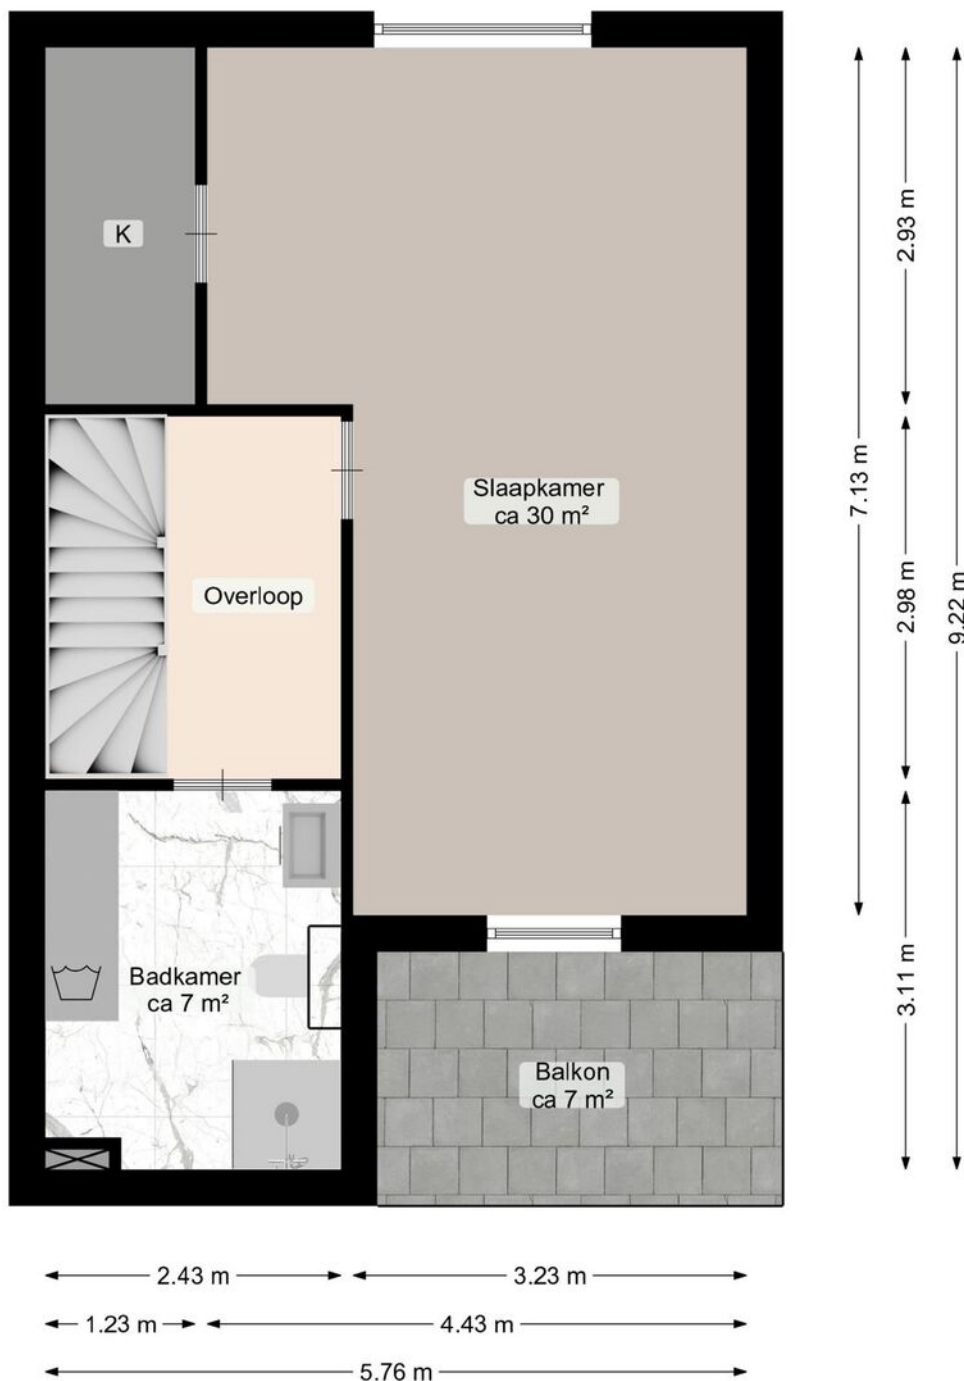 K
2.93 m
Slaapkamer
ca 30 m²
7.13 m
Overloop
2.98 m
9.22 m
Badkamer
ca 7 m²
3.11 m
Balkon
ca 7 m²
2.43 m
3.23 m
1.23 m
4.43 m
5.76 m